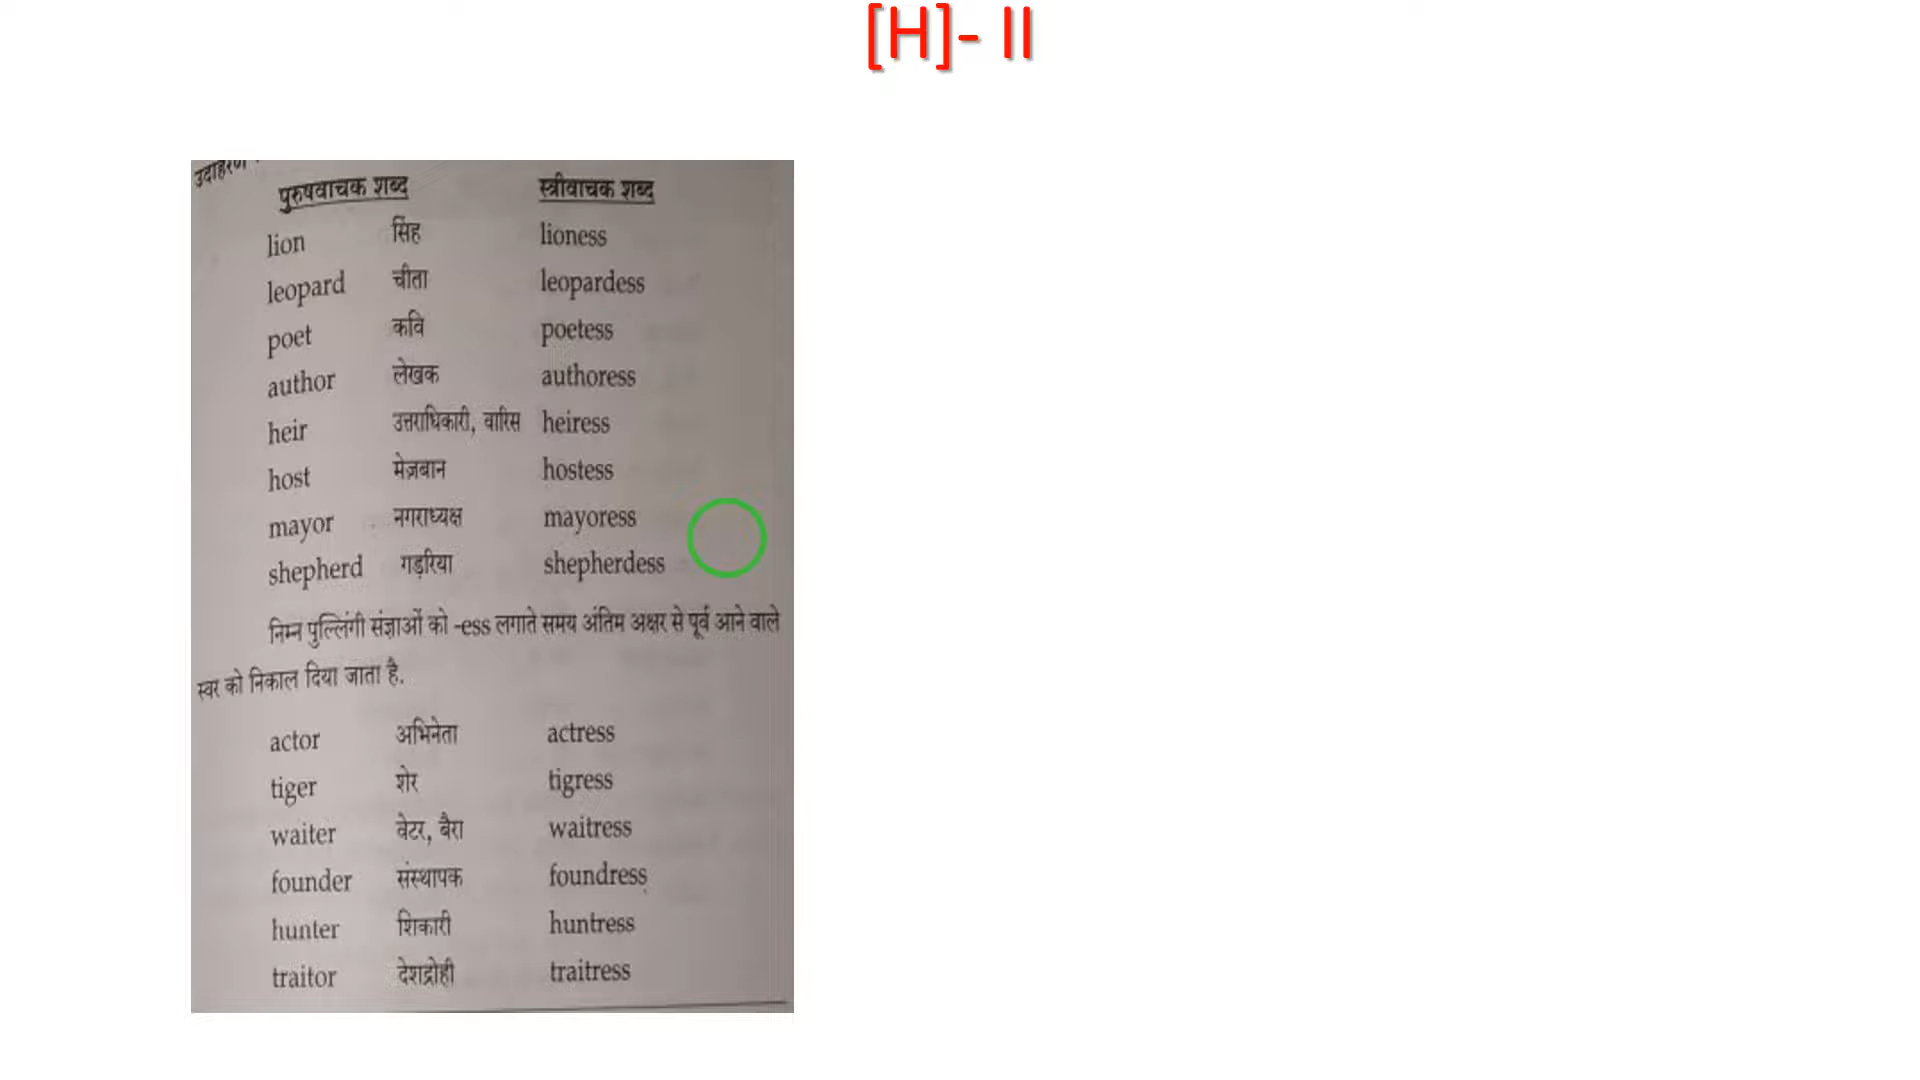 [H]- II
उदाहरण
पुरुषवाचक शब्द स्त्रीवाचक शब्द
lion सिंह lioness
leopard चीता leopardess
poet कवि poetess
author लेखक authoress
heir उत्तराधिकारी, वारिस heiress
host मेज़बान hostess
mayor नगराध्यक्ष mayoress
shepherd गड़रिया shepherdess
निम्न पुल्लिंगी संज्ञाओं को -ess लगाते समय अंतिम अक्षर से पूर्व आने वाले
स्वर को निकाल दिया जाता है.
actor अभिनेता actress
tiger शेर tigress
waiter वेटर, बैरा waitress
founder संस्थापक foundress
hunter शिकारी huntress
traitor देशद्रोही traitress